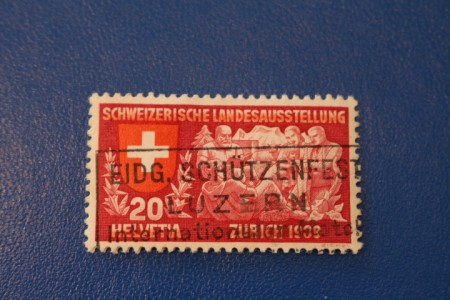 SCHWEIZERISCHE LANDESAUSSTELLUNG
EIDG. SCHÜTZENFEST
LUZERN
20
HELVETIA ZÜRICH 1939